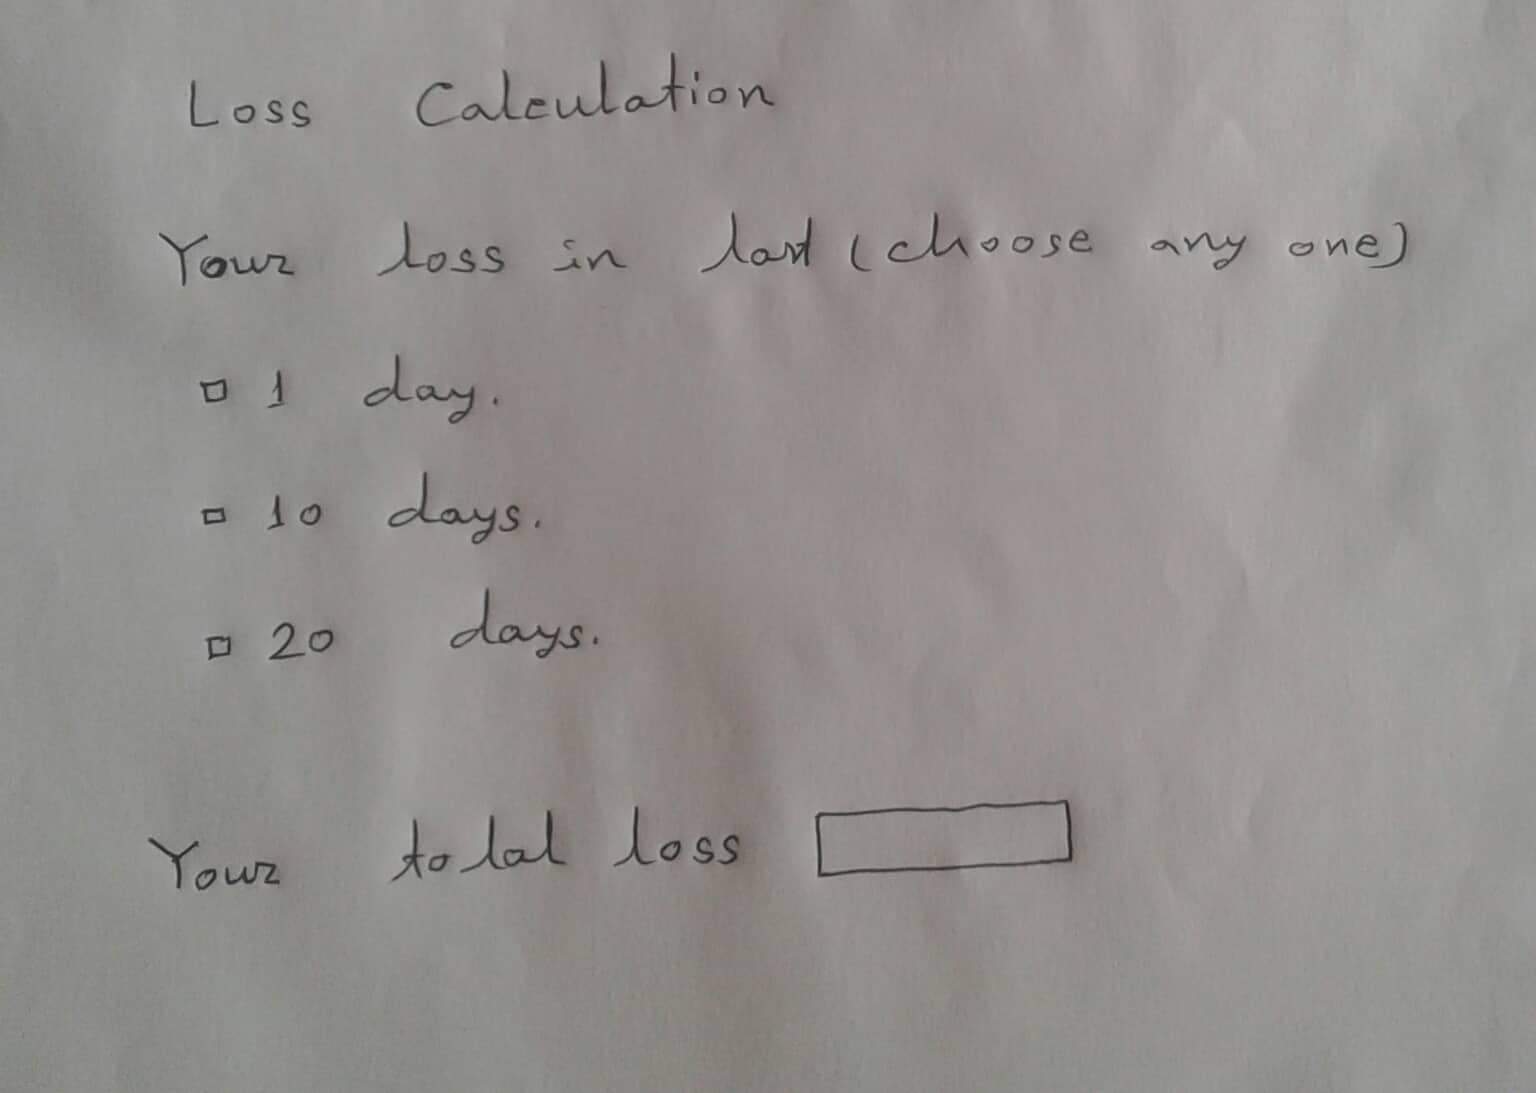 Loss Calculation
Your loss in last (choose any one)
1 day.
10 days.
20 days.
Your total loss